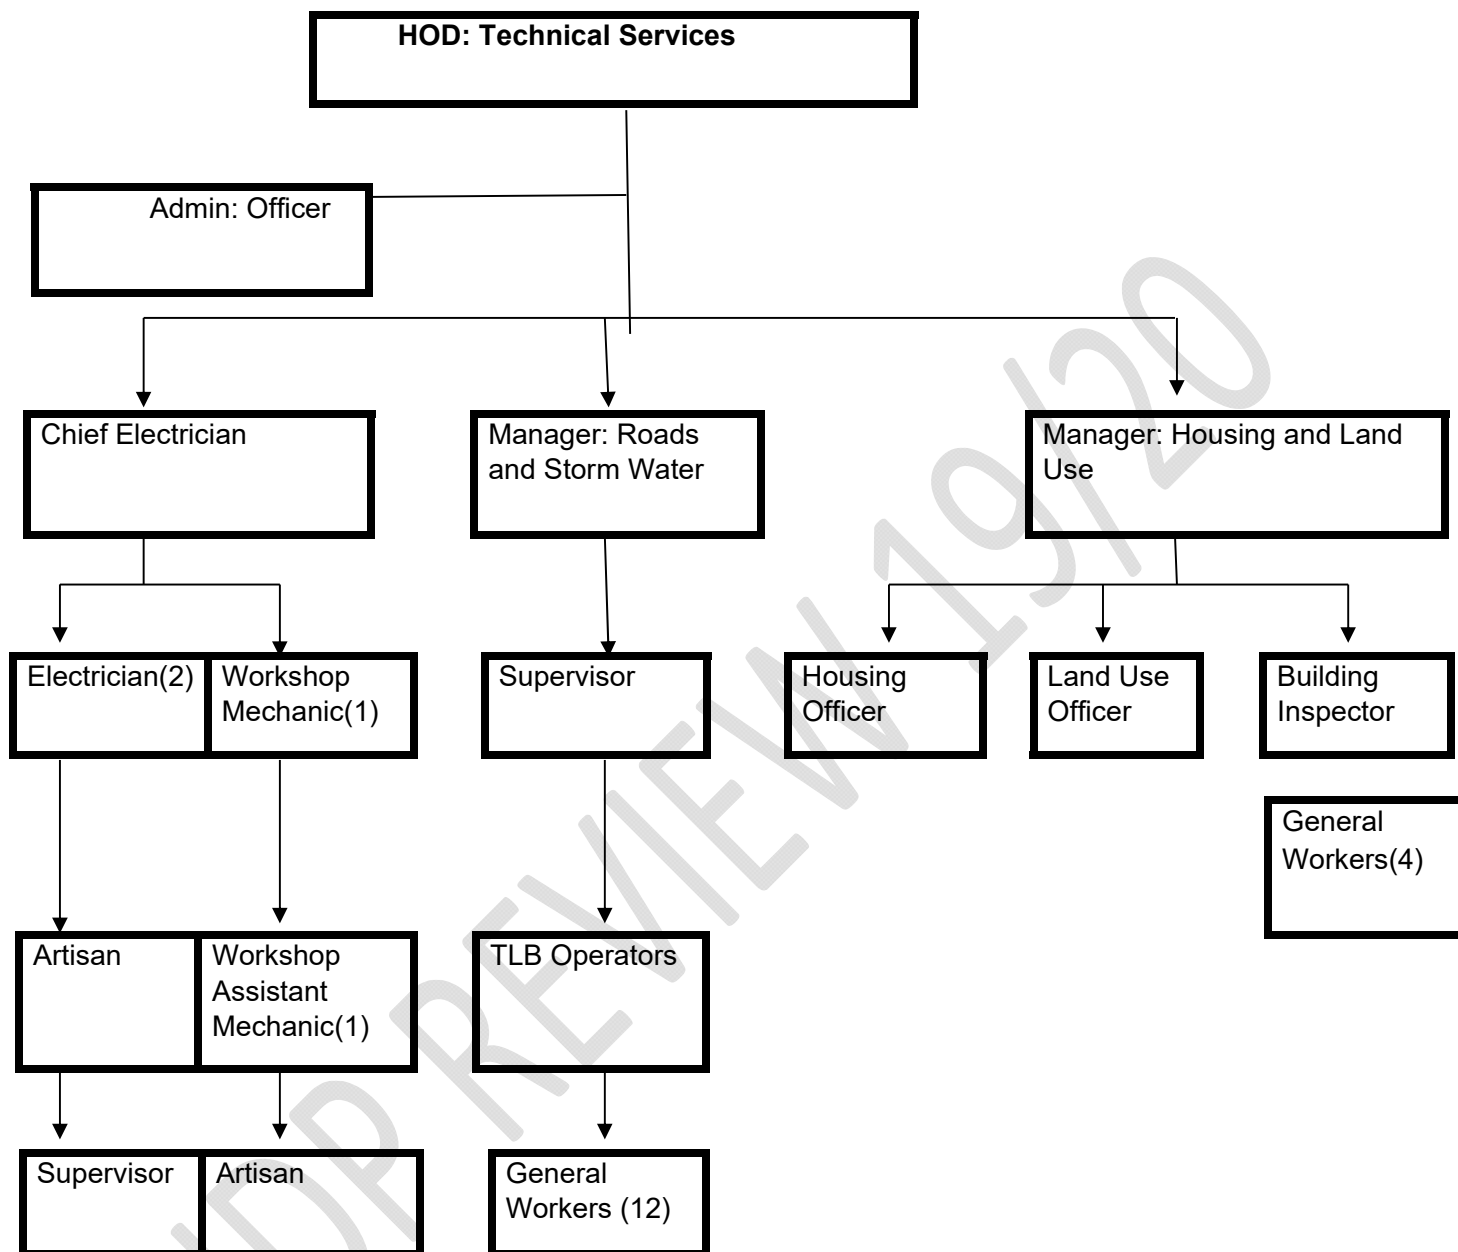 HOD: Technical Services
Admin: Officer
Chief Electrician
Manager: Roads
and Storm Water
Manager: Housing and Land
Use
Electrician(2)
Workshop
Mechanic(1)
Supervisor
Housing
Officer
Land Use
Officer
Building
Inspector
General
Workers(4)
Artisan
Workshop
Assistant
Mechanic(1)
TLB Operators
Supervisor
Artisan
General
Workers (12)
IDP REVIEW 19/20